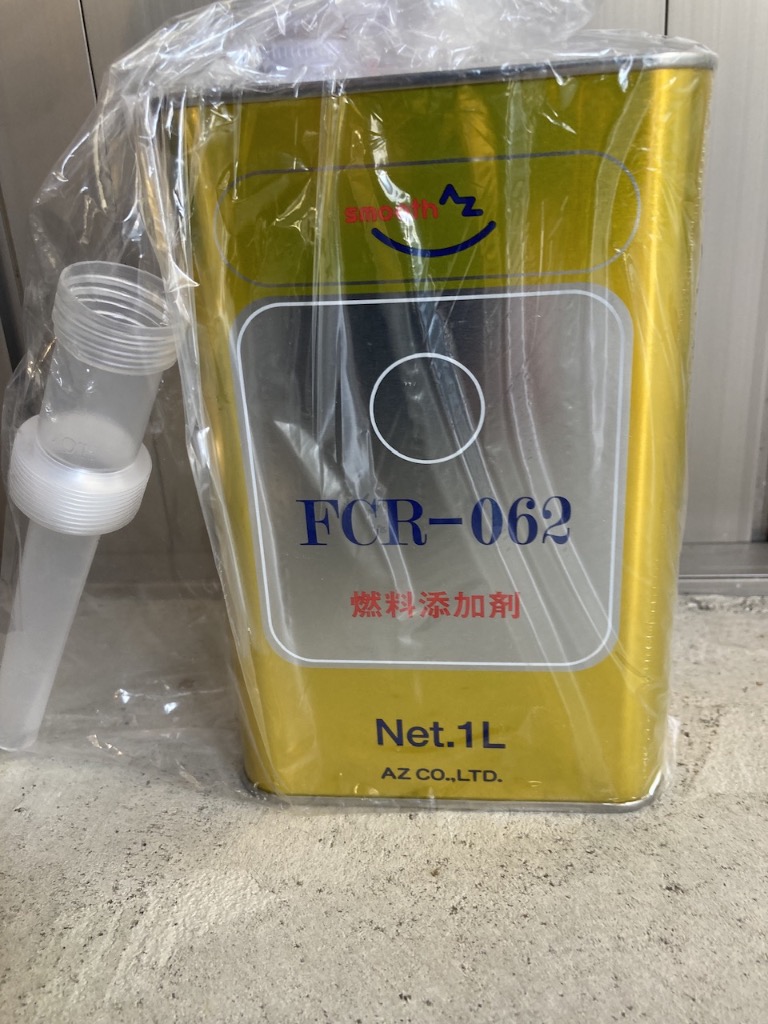 smooth AZ
FCR-062
燃料添加剤
Net.1L
AZ CO.,LTD.